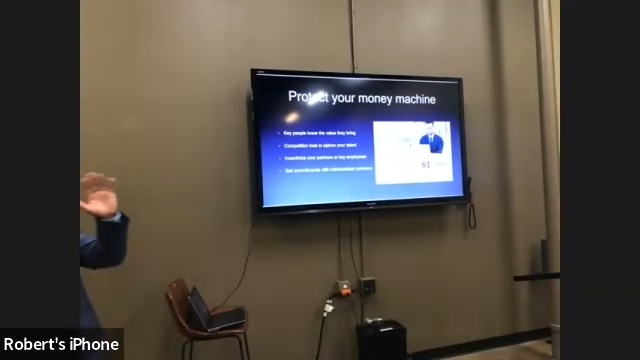 Protect your money machine
Key people know the value they bring
Competition loves to siphon your talent
Incentivize your partners or key employees
Get commitments with individualized solutions
Robert's iPhone